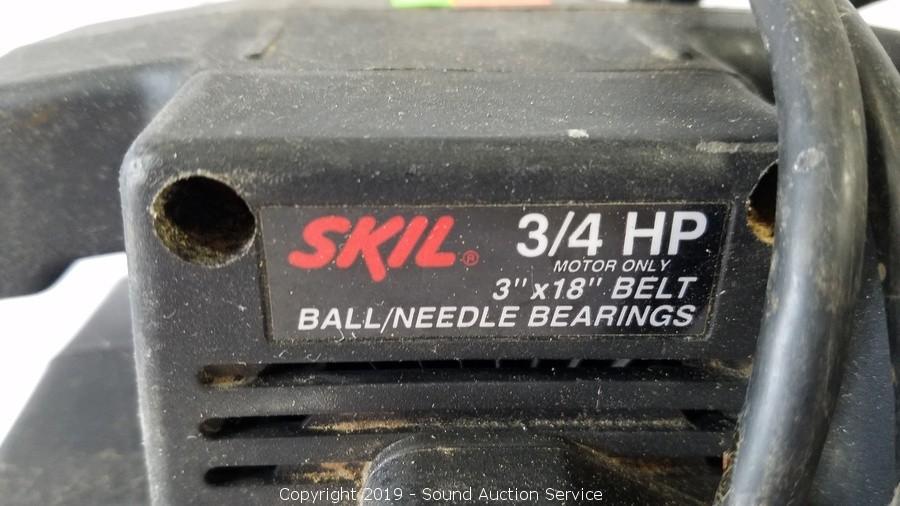 SKIL® 3/4 HP
MOTOR ONLY
3" x18" BELT
BALL/NEEDLE BEARINGS
Copyright 2019 - Sound Auction Service